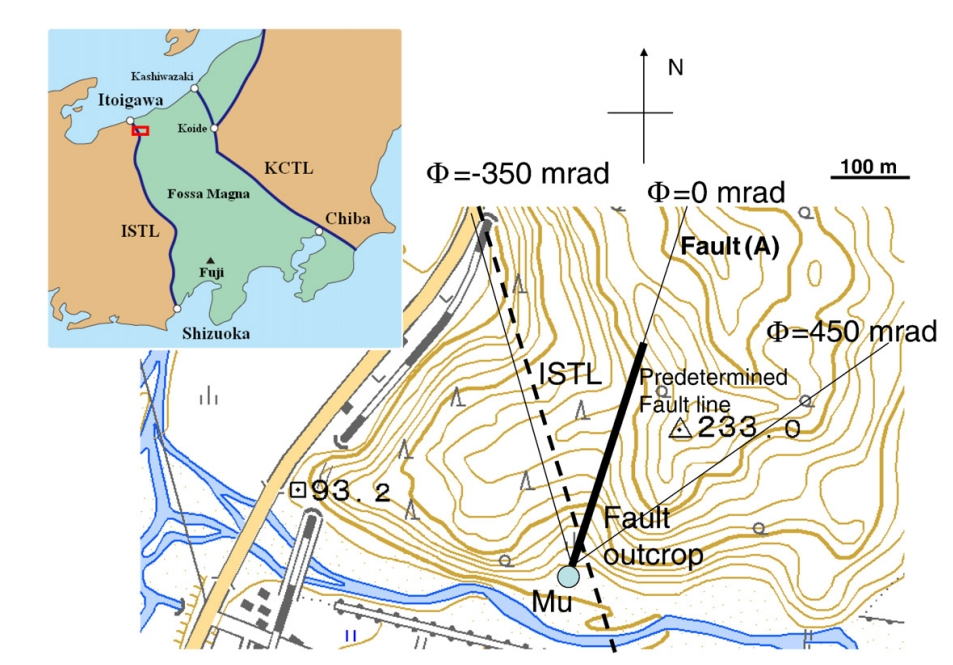 Kashiwazaki
Itoigawa
Koide
KCTL
Fossa Magna
Chiba
ISTL
Fuji
Shizuoka
N
100 m
Φ=-350 mrad
Φ=0 mrad
Fault (A)
Φ=450 mrad
ISTL
Predetermined
Fault line
233.0
93.2
Fault
outcrop
Mu